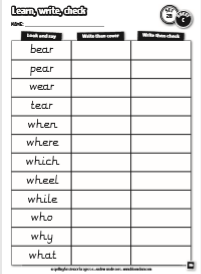 Learn, write, check
NAME:
Look and say Write then cover Write then check
bear
pear
wear
tear
when
where
which
wheel
while
who
why
what